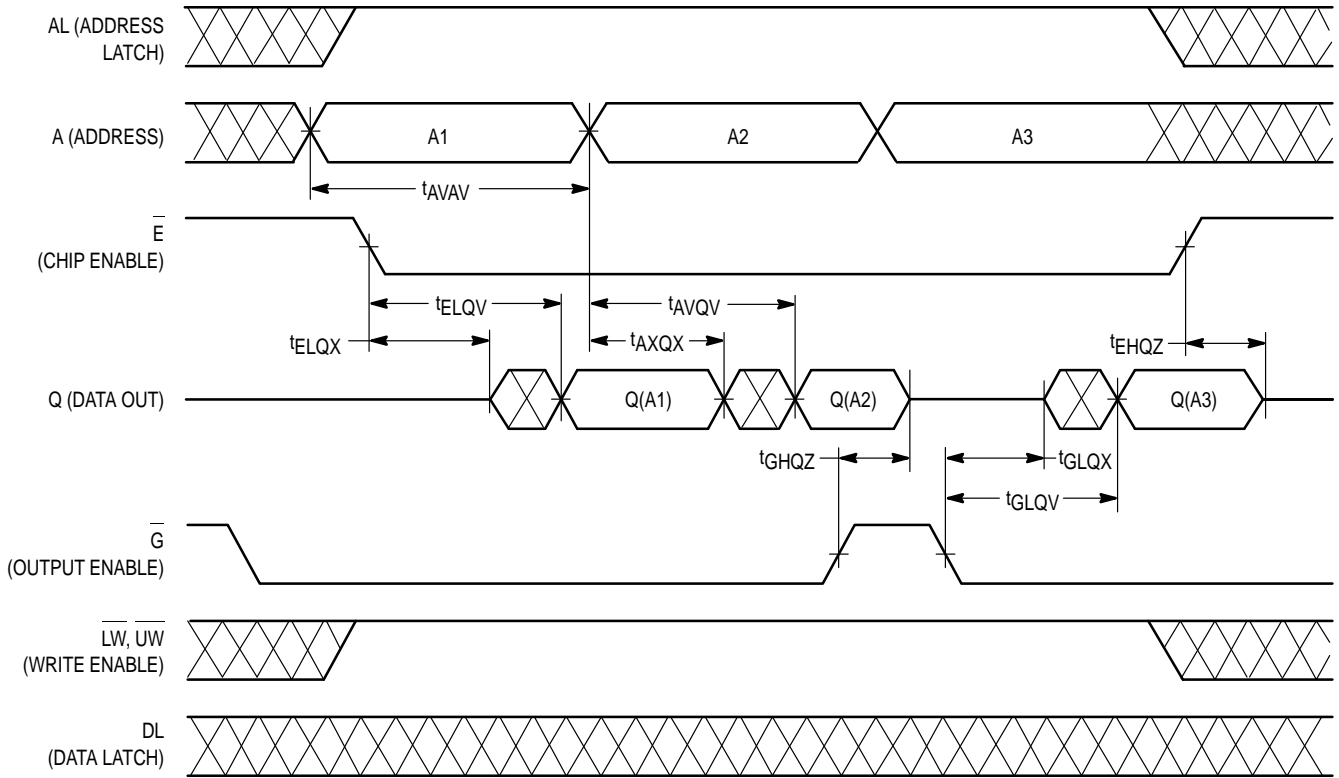 AL (ADDRESS
LATCH)
A (ADDRESS)
A1
A2
A3
tAVAV
E
(CHIP ENABLE)
tELQV
tAVQV
tELQX
tAXQX
tEHQZ
Q (DATA OUT)
Q(A1)
Q(A2)
Q(A3)
tGHQZ
tGLQX
tGLQV
G
(OUTPUT ENABLE)
LW, UW
(WRITE ENABLE)
DL
(DATA LATCH)